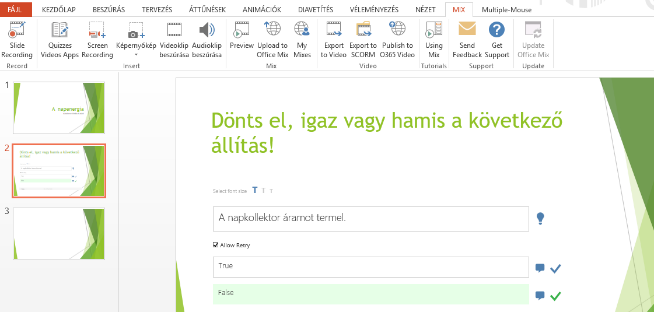 FÁJL KEZDŐLAP BESZÚRÁS TERVEZÉS ÁTTŰNÉSEK ANIMÁCIÓK DIAVETÍTÉS VÉLEMÉNYEZÉS NÉZET MIX Multiple-Mouse
Slide Quizzes Screen Képernyőkép Videoklip Audioklip Preview Upload to My Export Export to Publish to Using Send Get Update
Recording Videos Apps Recording beszúrása beszúrása Office Mix Mixes to Video SCORM O365 Video Mix Feedback Support Office Mix
Record Insert Mix Video Tutorials Support Update
1
A napenergia
2
3
Dönts el, igaz vagy hamis a következő
állítás!
Select font size T T T
A napkollektor áramot termel.
Allow Retry
True
False